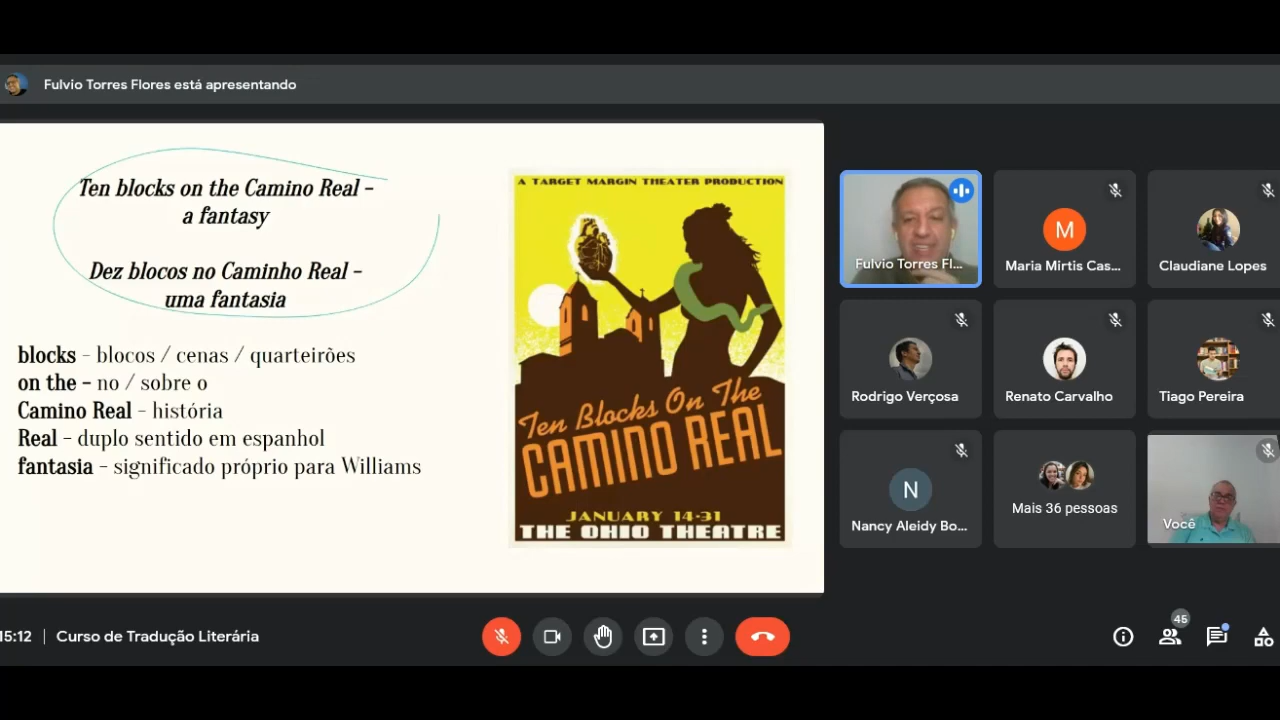 Fulvio Torres Flores está apresentando
Ten blocks on the Camino Real –
a fantasy
Dez blocos no Caminho Real –
uma fantasia
blocks – blocos / cenas / quarteirões
on the – no / sobre o
Camino Real – história
Real – duplo sentido em espanhol
fantasia – significado próprio para Williams
A TARGET MARGIN THEATER PRODUCTION
Ten Blocks On The
CAMINO REAL
JANUARY 14-31
THE OHIO THEATRE
Fulvio Torres Fl...
M
Maria Mirtis Cas...
Claudiane Lopes
Rodrigo Verçosa
Renato Carvalho
Tiago Pereira
N
Nancy Aleidy Bo...
Mais 36 pessoas
Você
15:12 | Curso de Tradução Literária
45